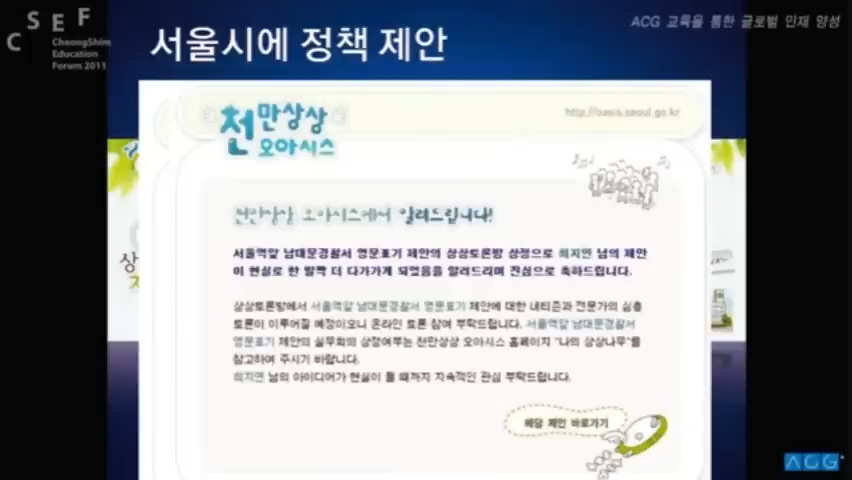 C S E F
CheongShim
Education
Forum 2011
ACG 교육을 통한 글로벌 인재 양성
서울시에 정책 제안
천만상상
오아시스
http://oasis.seoul.go.kr
천만상상 오아시스에서 알려드립니다!
서울역앞 남대문경찰서 영문표기 제안의 상상토론방 상정으로 최지연 님의 제안
이 현실로 한 발짝 더 다가가게 되었음을 알려드리며 진심으로 축하드립니다.
상상토론방에서 서울역앞 남대문경찰서 영문표기 제안에 대한 네티즌과 전문가의 심층
토론이 이루어질 예정이오니 온라인 토론 참여 부탁드립니다. 서울역앞 남대문경찰서
영문표기 제안의 실무회의 상정여부는 천만상상 오아시스 홈페이지 "나의 상상나무"를
참고하여 주시기 바랍니다.
최지연 님의 아이디어가 현실이 될 때까지 지속적인 관심 부탁드립니다.
해당 제안 바로가기
상
ACG